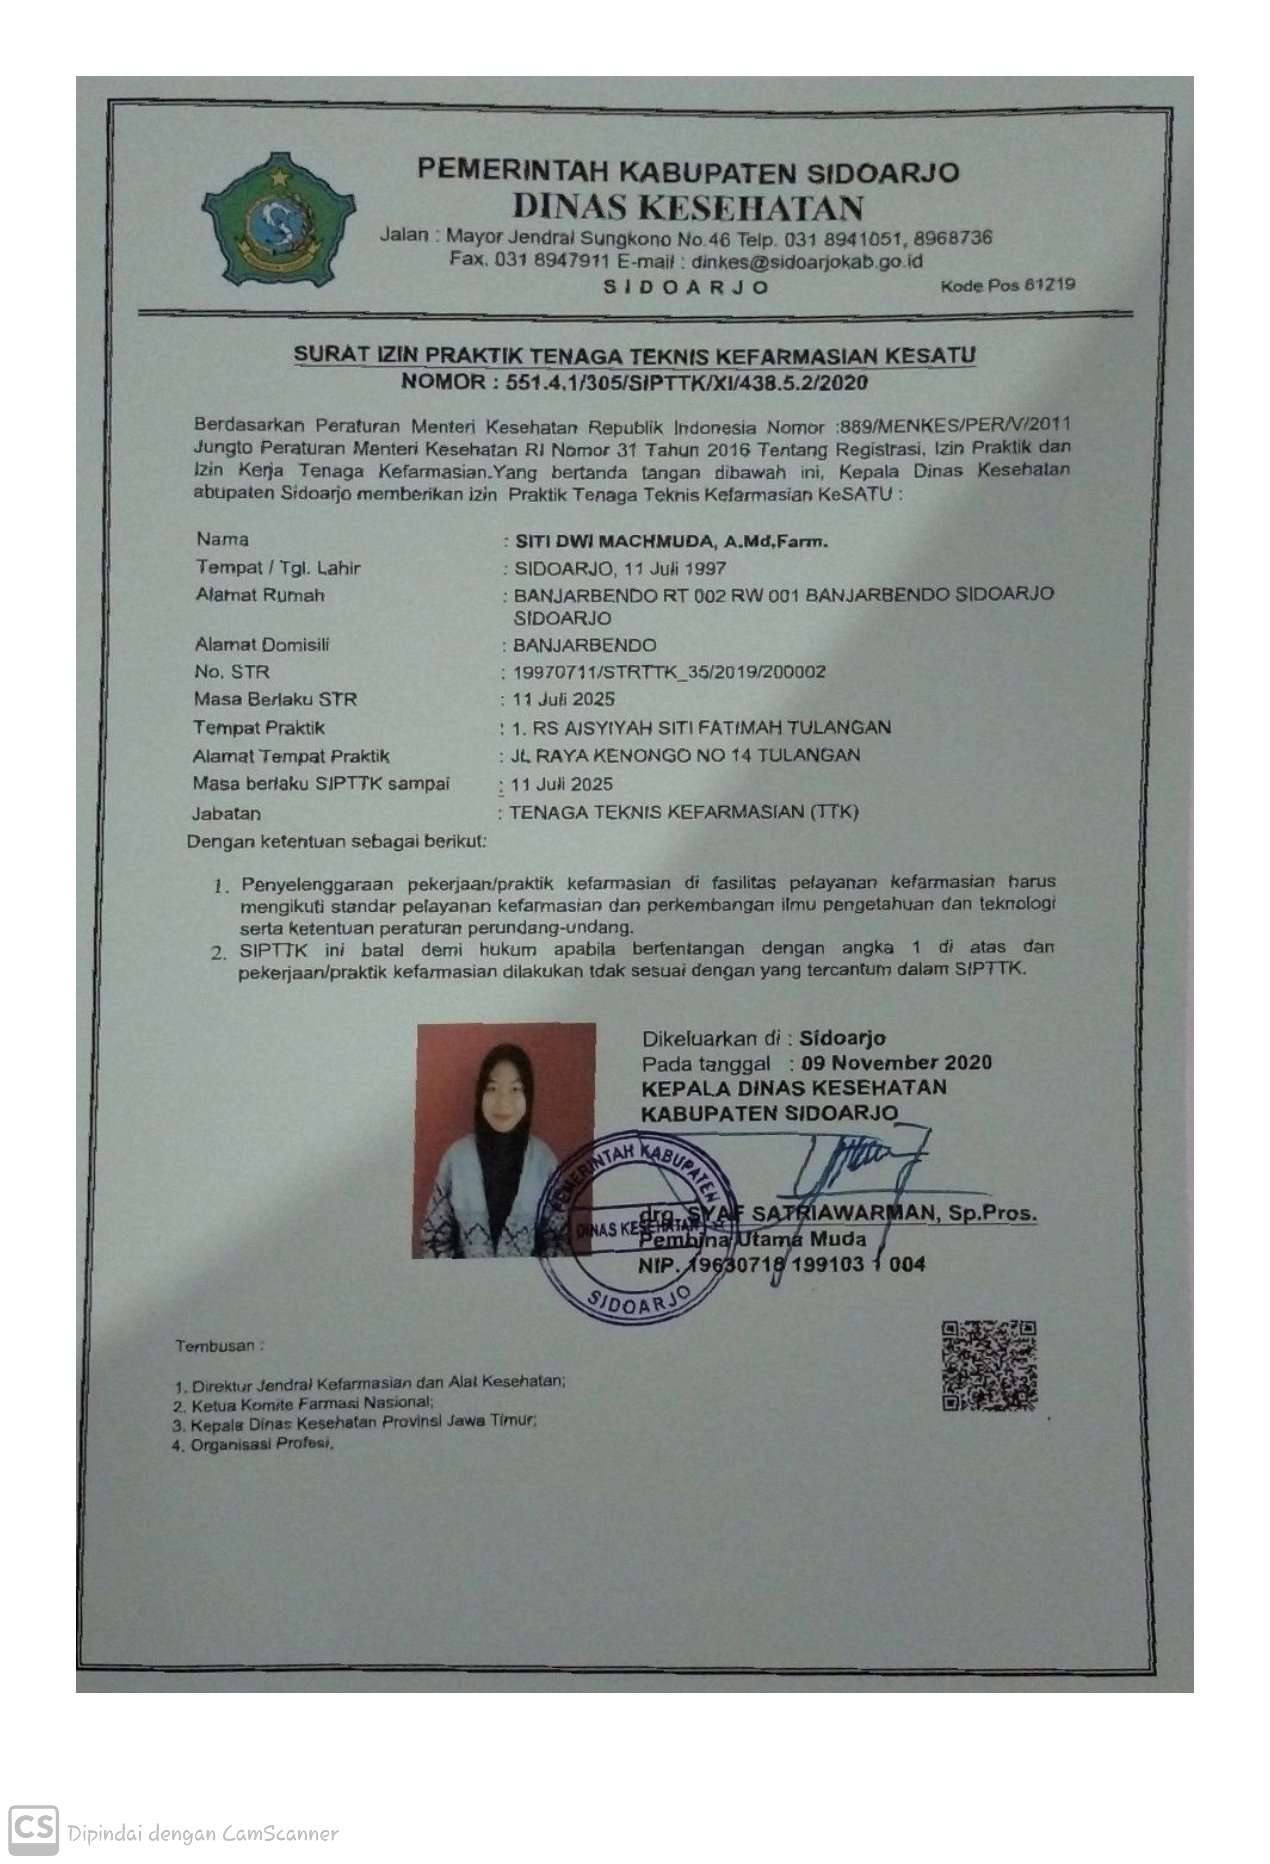 PEMERINTAH KABUPATEN SIDOARJO
DINAS KESEHATAN
Jalan : Mayor Jendral Sungkono No.46 Telp. 031 8941051, 8968736
Fax. 031 8947911 E-mail : dinkes@sidoarjokab.go.id
S I D O A R J O Kode Pos 61219
SURAT IZIN PRAKTIK TENAGA TEKNIS KEFARMASIAN KESATU
NOMOR : 551.4.1/305/SIPTTK/XI/438.5.2/2020
Berdasarkan Peraturan Menteri Kesehatan Republik Indonesia Nomor :889/MENKES/PER/V/2011
Jungto Peraturan Menteri Kesehatan RI Nomor 31 Tahun 2016 Tentang Registrasi, Izin Praktik dan
Izin Kerja Tenaga Kefarmasian.Yang bertanda tangan dibawah ini, Kepala Dinas Kesehatan
abupaten Sidoarjo memberikan izin Praktik Tenaga Teknis Kefarmasian KeSATU :
Nama : SITI DWI MACHMUDA, A.Md.Farm.
Tempat / Tgl. Lahir : SIDOARJO, 11 Juli 1997
Alamat Rumah : BANJARBENDO RT 002 RW 001 BANJARBENDO SIDOARJO
SIDOARJO
Alamat Domisili : BANJARBENDO
No. STR : 19970711/STRTTK_35/2019/200002
Masa Berlaku STR : 11 Juli 2025
Tempat Praktik : 1. RS AISYIYAH SITI FATIMAH TULANGAN
Alamat Tempat Praktik : JL RAYA KENONGO NO 14 TULANGAN
Masa berlaku SIPTTK sampai : 11 Juli 2025
Jabatan : TENAGA TEKNIS KEFARMASIAN (TTK)
Dengan ketentuan sebagai berikut:
1. Penyelenggaraan pekerjaan/praktik kefarmasian di fasilitas pelayanan kefarmasian harus
mengikuti standar pelayanan kefarmasian dan perkembangan ilmu pengetahuan dan teknologi
serta ketentuan peraturan perundang-undang.
2. SIPTTK ini batal demi hukum apabila bertentangan dengan angka 1 di atas dan
pekerjaan/praktik kefarmasian dilakukan tdak sesuai dengan yang tercantum dalam SIPTTK.
Dikeluarkan di : Sidoarjo
Pada tanggal : 09 November 2020
KEPALA DINAS KESEHATAN
KABUPATEN SIDOARJO
PEMERINTAH KABUPATEN
DINAS KESEHATAN
SIDOARJO
drg. SYAF SATRIAWARMAN, Sp.Pros.
Pembina Utama Muda
NIP. 19630718 199103 1 004
Tembusan :
1. Direktur Jendral Kefarmasian dan Alat Kesehatan;
2. Ketua Komite Farmasi Nasional;
3. Kepala Dinas Kesehatan Provinsi Jawa Timur;
4. Organisasi Profesi.
CS Dipindai dengan CamScanner